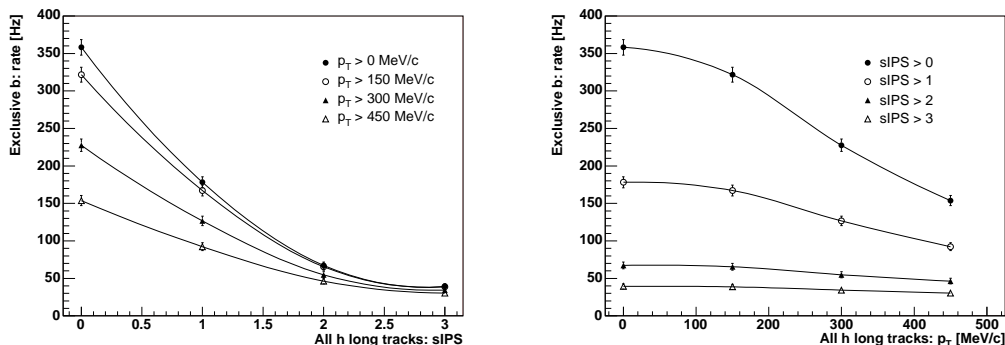 Exclusive b: rate [Hz]
400
350
300
250
200
150
100
50
0
p_T > 0 MeV/c
p_T > 150 MeV/c
p_T > 300 MeV/c
p_T > 450 MeV/c
0 0.5 1 1.5 2 2.5 3
All h long tracks: sIPS
Exclusive b: rate [Hz]
400
350
300
250
200
150
100
50
0
sIPS > 0
sIPS > 1
sIPS > 2
sIPS > 3
0 100 200 300 400 500
All h long tracks: p_T [MeV/c]